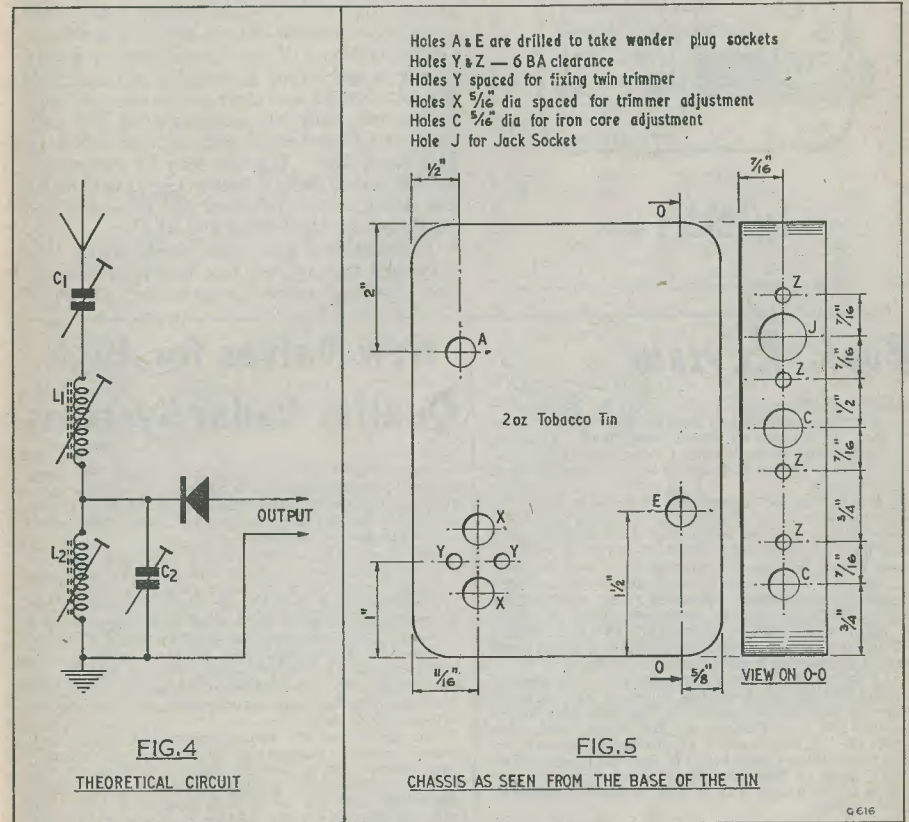 Holes A & E are drilled to take wander plug sockets
Holes Y & Z — 6 BA clearance
Holes Y spaced for fixing twin trimmer
Holes X 5/16" dia spaced for trimmer adjustment
Holes C 5/16" dia for iron core adjustment
Hole J for Jack Socket
C1
L1
L2
C2
OUTPUT
FIG.4
THEORETICAL CIRCUIT
1/2"
O
2"
A
2 oz Tobacco Tin
E
X
Y
Y
X
1"
1 1/2"
11/16"
O
5/8"
7/16"
Z
7/16"
J
7/16"
Z
1/2"
C
7/16"
Z
3/4"
Z
7/16"
C
3/4"
VIEW ON O-O
FIG.5
CHASSIS AS SEEN FROM THE BASE OF THE TIN
G616